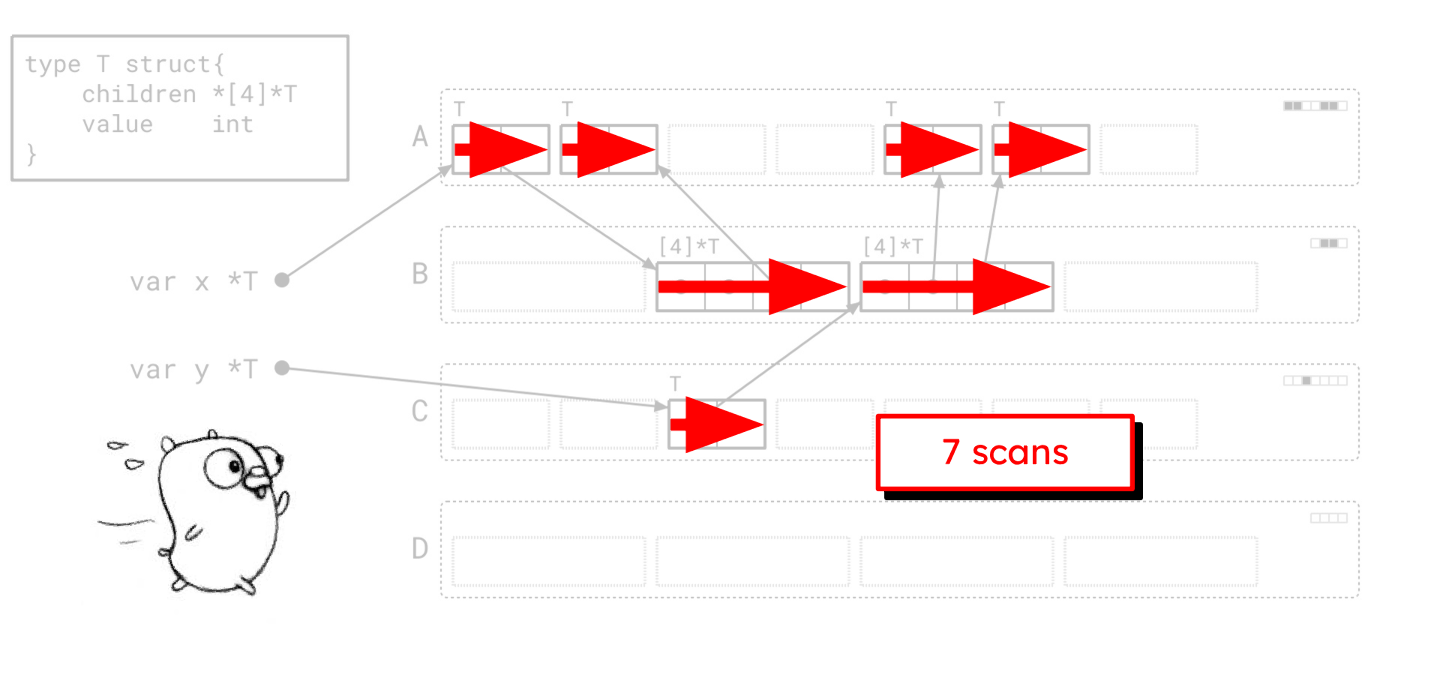 type T struct{
    children *[4]*T
    value    int
}
A
T
T
T
T
var x *T
B
[4]*T
[4]*T
var y *T
C
T
7 scans
D